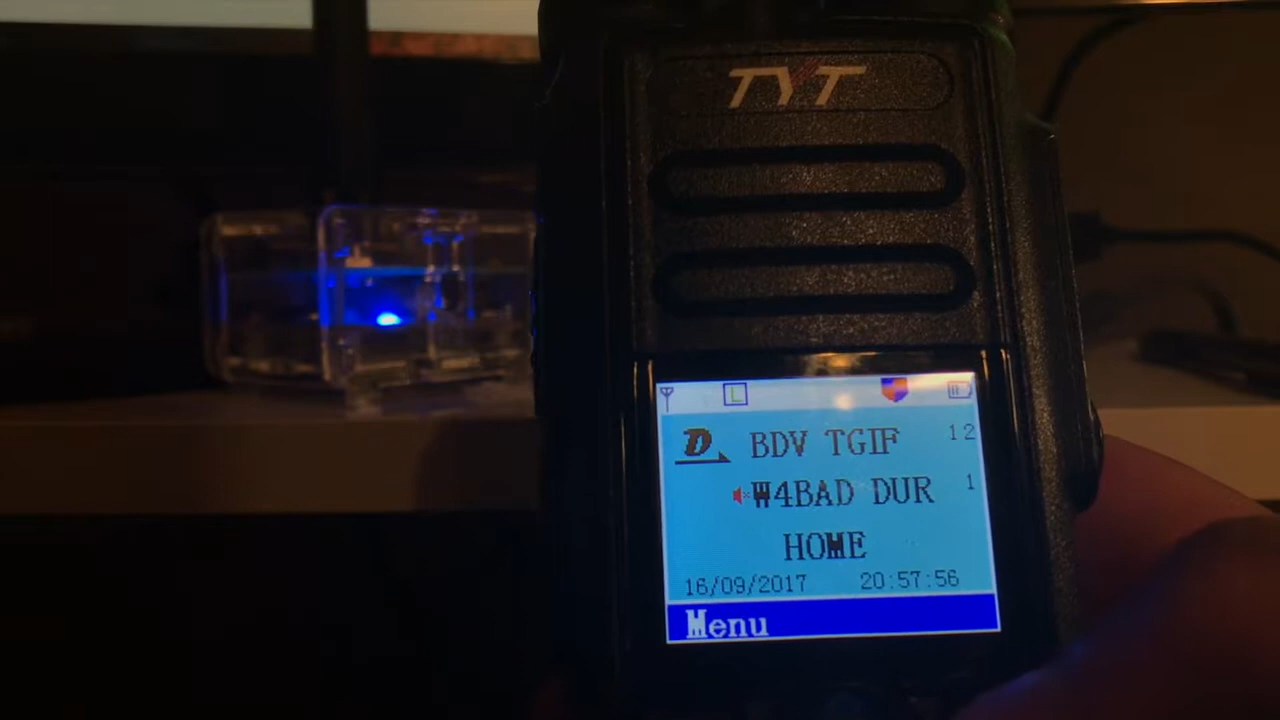 TYT
L
D BDV TGIF 12
W4BAD DUR 1
HOME
16/09/2017 20:57:56
Menu